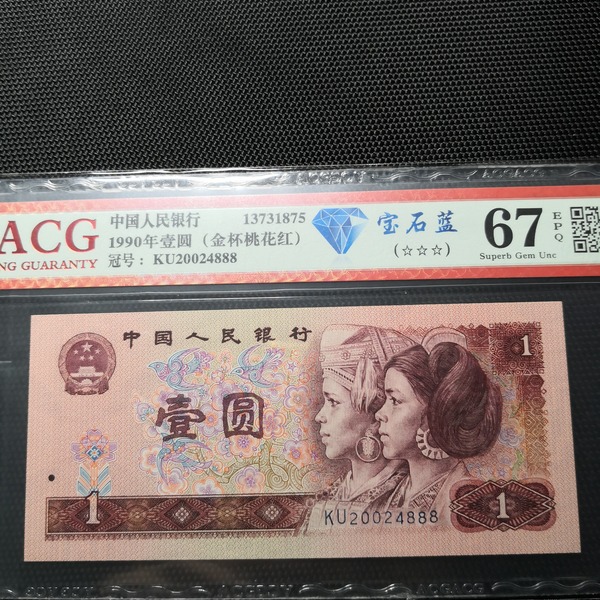 ACG
NG GUARANTY
中国人民银行 13731875
1990年壹圆（金杯桃花红）
冠号：KU20024888
宝石蓝
(☆☆☆)
67
EPQ
Superb Gem Unc
中国人民银行
1
壹圆
1
KU20024888
1